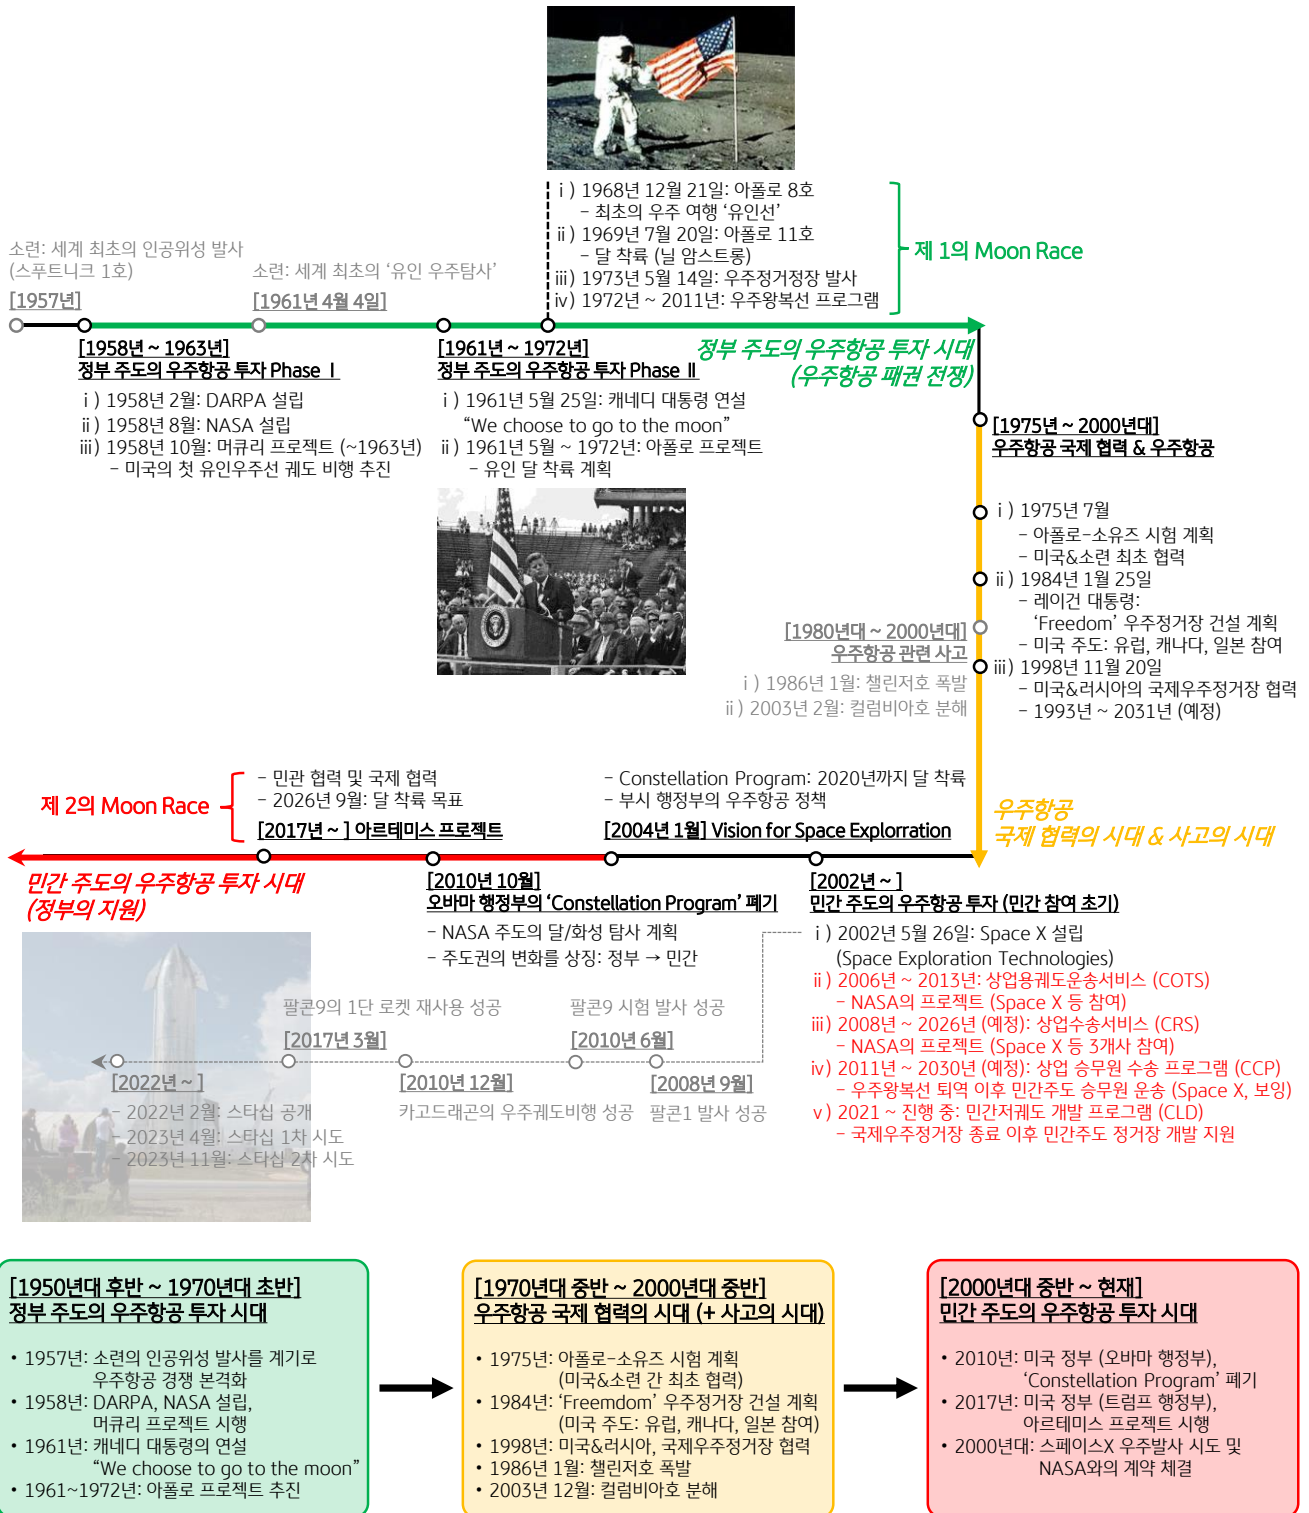 ⅰ) 1968년 12월 21일: 아폴로 8호
- 최초의 우주 여행 ‘유인선’
ⅱ) 1969년 7월 20일: 아폴로 11호
- 달 착륙 (닐 암스트롱)
ⅲ) 1973년 5월 14일: 우주정거장 발사
ⅳ) 1972년 ~ 2011년: 우주왕복선 프로그램
제 1의 Moon Race
소련: 세계 최초의 인공위성 발사
(스푸트니크 1호)
[1957년]
소련: 세계 최초의 ‘유인 우주탐사’
[1961년 4월 4일]
[1958년 ~ 1963년]
정부 주도의 우주항공 투자 Phase Ⅰ
ⅰ) 1958년 2월: DARPA 설립
ⅱ) 1958년 8월: NASA 설립
ⅲ) 1958년 10월: 머큐리 프로젝트 (~1963년)
- 미국의 첫 유인우주선 궤도 비행 추진
[1961년 ~ 1972년]
정부 주도의 우주항공 투자 Phase Ⅱ
ⅰ) 1961년 5월 25일: 캐네디 대통령 연설
“We choose to go to the moon”
ⅱ) 1961년 5월 ~ 1972년: 아폴로 프로젝트
- 유인 달 착륙 계획
정부 주도의 우주항공 투자 시대
(우주항공 패권 전쟁)
[1975년 ~ 2000년대]
우주항공 국제 협력 & 우주항공
ⅰ) 1975년 7월
- 아폴로-소유즈 시험 계획
- 미국&소련 최초 협력
ⅱ) 1984년 1월 25일
- 레이건 대통령:
‘Freedom’ 우주정거장 건설 계획
- 미국 주도: 유럽, 캐나다, 일본 참여
ⅲ) 1998년 11월 20일
- 미국&러시아의 국제우주정거장 협력
- 1993년 ~ 2031년 (예정)
[1980년대 ~ 2000년대]
우주항공 관련 사고
ⅰ) 1986년 1월: 챌린저호 폭발
ⅱ) 2003년 2월: 컬럼비아호 분해
우주항공
국제 협력의 시대 & 사고의 시대
제 2의 Moon Race
- 민관 협력 및 국제 협력
- 2026년 9월: 달 착륙 목표
[2017년 ~ ] 아르테미스 프로젝트
- Constellation Program: 2020년까지 달 착륙
- 부시 행정부의 우주항공 정책
[2004년 1월] Vision for Space Explorration
민간 주도의 우주항공 투자 시대
(정부의 지원)
[2010년 10월]
오바마 행정부의 ‘Constellation Program’ 폐기
- NASA 주도의 달/화성 탐사 계획
- 주도권의 변화를 상징: 정부 → 민간
[2002년 ~ ]
민간 주도의 우주항공 투자 (민간 참여 초기)
ⅰ) 2002년 5월 26일: Space X 설립
(Space Exploration Technologies)
ⅱ) 2006년 ~ 2013년: 상업용궤도운송서비스 (COTS)
- NASA의 프로젝트 (Space X 등 참여)
ⅲ) 2008년 ~ 2026년 (예정): 상업수송서비스 (CRS)
- NASA의 프로젝트 (Space X 등 3개사 참여)
ⅳ) 2011년 ~ 2030년 (예정): 상업 승무원 수송 프로그램 (CCP)
- 우주왕복선 퇴역 이후 민간주도 승무원 운송 (Space X, 보잉)
ⅴ) 2021 ~ 진행 중: 민간저궤도 개발 프로그램 (CLD)
- 국제우주정거장 종료 이후 민간주도 정거장 개발 지원
팔콘9의 1단 로켓 재사용 성공
[2017년 3월]
팔콘9 시험 발사 성공
[2010년 6월]
[2022년 ~ ]
- 2022년 2월: 스타십 공개
- 2023년 4월: 스타십 1차 시도
- 2023년 11월: 스타십 2차 시도
[2010년 12월]
카고드래곤의 우주궤도비행 성공
[2008년 9월]
팔콘1 발사 성공
[1950년대 후반 ~ 1970년대 초반]
정부 주도의 우주항공 투자 시대
• 1957년: 소련의 인공위성 발사를 계기로
우주항공 경쟁 본격화
• 1958년: DARPA, NASA 설립,
머큐리 프로젝트 시행
• 1961년: 캐네디 대통령의 연설
“We choose to go to the moon”
• 1961~1972년: 아폴로 프로젝트 추진
[1970년대 중반 ~ 2000년대 중반]
우주항공 국제 협력의 시대 (+ 사고의 시대)
• 1975년: 아폴로-소유즈 시험 계획
(미국&소련 간 최초 협력)
• 1984년: ‘Freemdom’ 우주정거장 건설 계획
(미국 주도: 유럽, 캐나다, 일본 참여)
• 1998년: 미국&러시아, 국제우주정거장 협력
• 1986년 1월: 챌린저호 폭발
• 2003년 12월: 컬럼비아호 분해
[2000년대 중반 ~ 현재]
민간 주도의 우주항공 투자 시대
• 2010년: 미국 정부 (오바마 행정부),
‘Constellation Program’ 폐기
• 2017년: 미국 정부 (트럼프 행정부),
아르테미스 프로젝트 시행
• 2000년대: 스페이스X 우주발사 시도 및
NASA와의 계약 체결